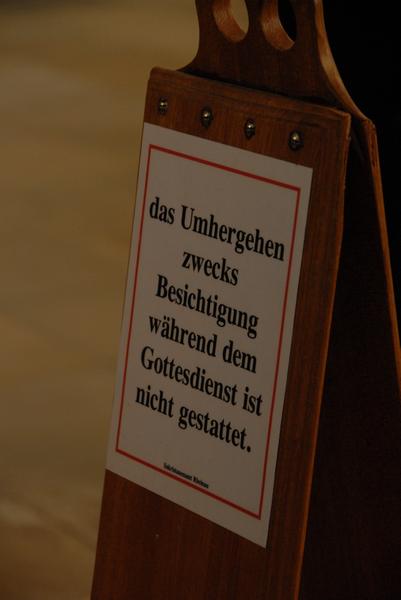 das Umhergehen
zwecks
Besichtigung
während dem
Gottesdienst ist
nicht gestattet.